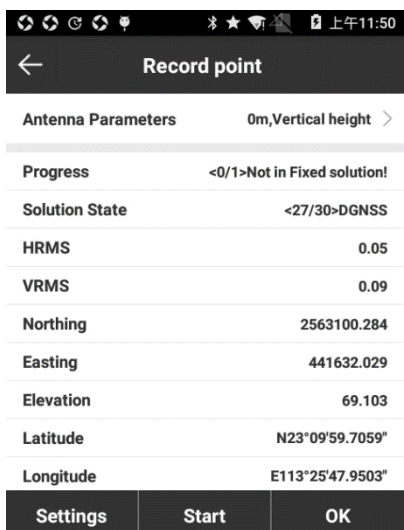 上午11:50
Record point
Antenna Parameters 0m,Vertical height
Progress <0/1>Not in Fixed solution!
Solution State <27/30>DGNSS
HRMS 0.05
VRMS 0.09
Northing 2563100.284
Easting 441632.029
Elevation 69.103
Latitude N23°09'59.7059"
Longitude E113°25'47.9503"
Settings Start OK